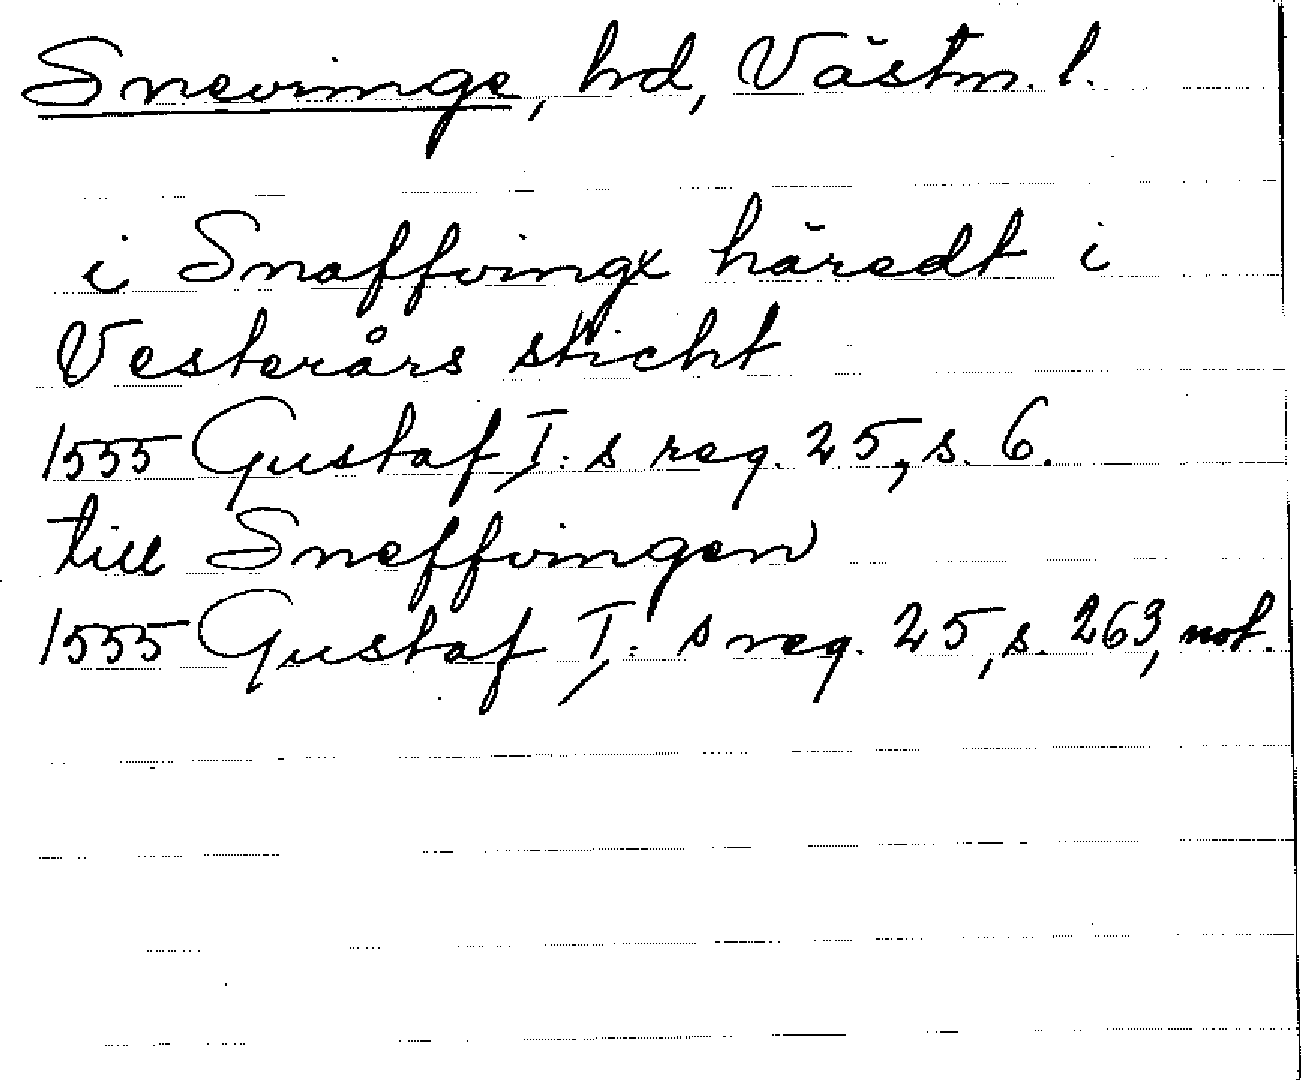 Snevringe, hd, Västm. l.
i Snaffvingx häredt i
Vesterårs sticht
1555 Gustaf I:s reg. 25, s. 6.
till Sneffvingen
1555 Gustaf I:s reg. 25, s. 263, not.